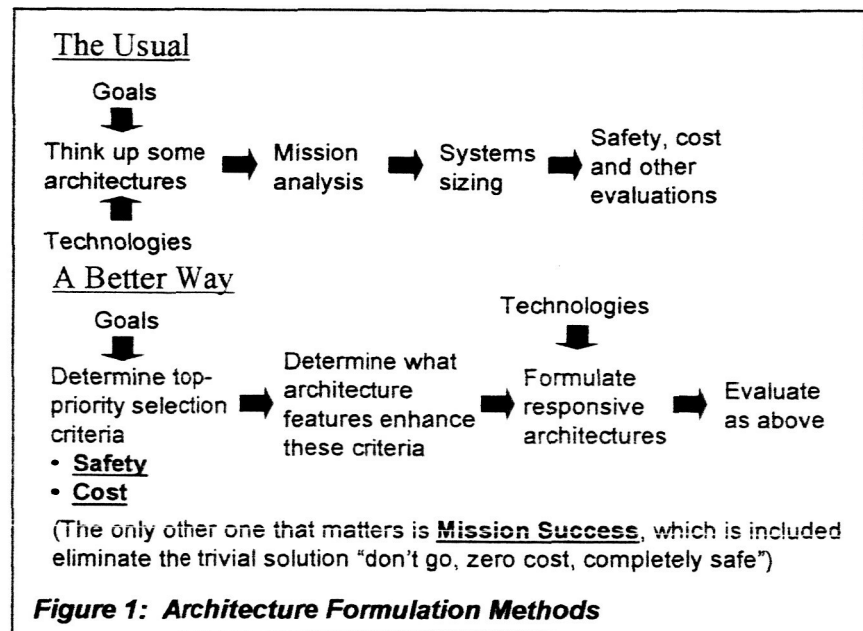 The Usual
Goals
Think up some
architectures
Mission
analysis
Systems
sizing
Safety, cost
and other
evaluations
Technologies
A Better Way
Goals
Determine top-
priority selection
criteria
• Safety
• Cost
Determine what
architecture
features enhance
these criteria
Technologies
Formulate
responsive
architectures
Evaluate
as above
(The only other one that matters is Mission Success, which is included
eliminate the trivial solution “don’t go, zero cost, completely safe”)
Figure 1: Architecture Formulation Methods